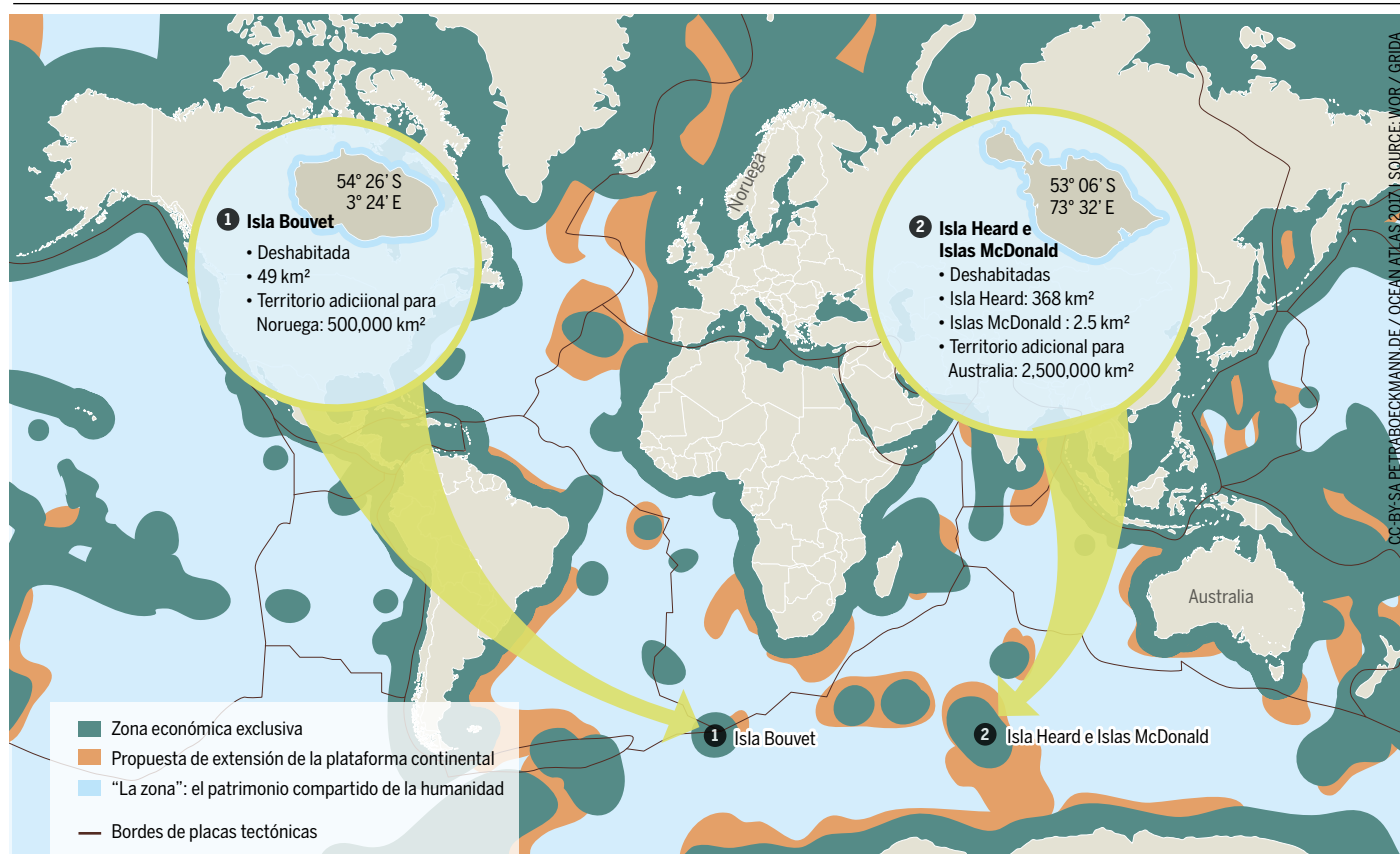 54° 26' S
3° 24' E
1 Isla Bouvet
• Deshabitada
• 49 km²
• Territorio adiciional para
Noruega: 500,000 km²
Noruega
53° 06' S
73° 32' E
2 Isla Heard e
Islas McDonald
• Deshabitadas
• Isla Heard: 368 km²
• Islas McDonald : 2.5 km²
• Territorio adicional para
Australia: 2,500,000 km²
CC-BY-SA PETRABOECKMANN.DE / OCEAN ATLAS 2017 | SOURCE: WOR / GRIDA
Australia
1 Isla Bouvet
2 Isla Heard e Islas McDonald
Zona económica exclusiva
Propuesta de extensión de la plataforma continental
“La zona”: el patrimonio compartido de la humanidad
Bordes de placas tectónicas